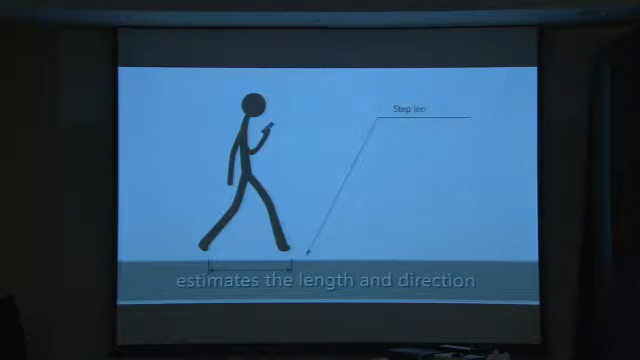 Step len
estimates the length and direction